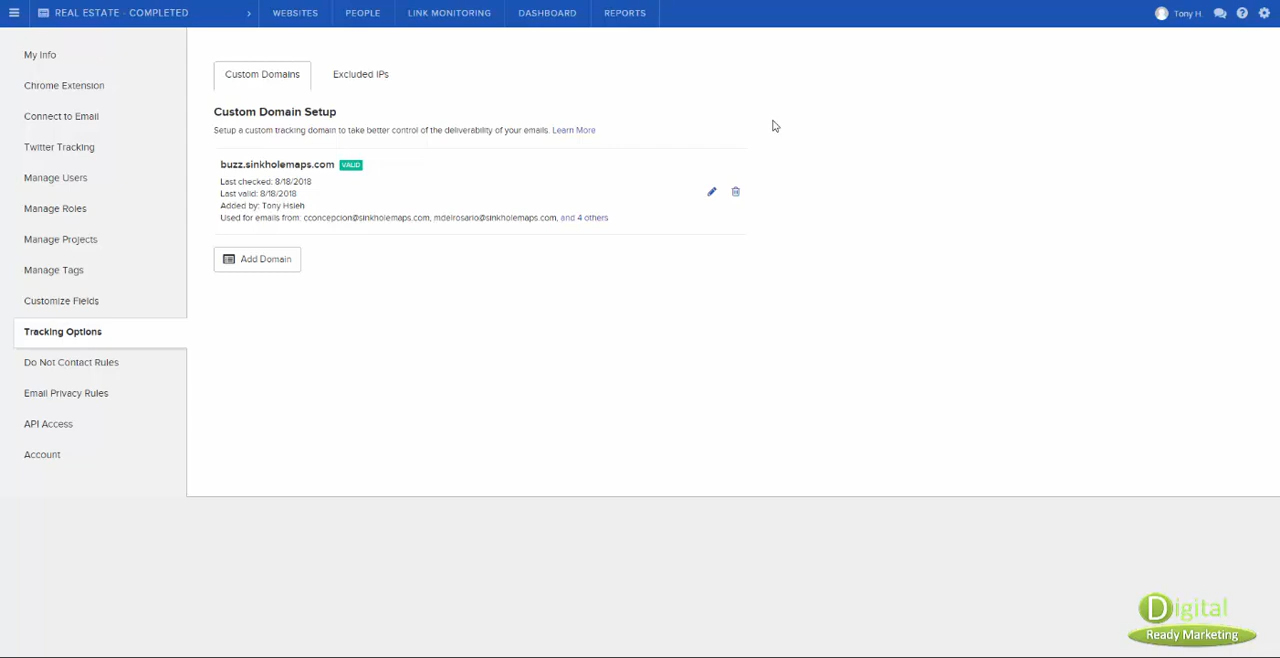 REAL ESTATE - COMPLETED
WEBSITES
PEOPLE
LINK MONITORING
DASHBOARD
REPORTS
Tony H.
My Info
Chrome Extension
Connect to Email
Twitter Tracking
Manage Users
Manage Roles
Manage Projects
Manage Tags
Customize Fields
Tracking Options
Do Not Contact Rules
Email Privacy Rules
API Access
Account
Custom Domains
Excluded IPs
Custom Domain Setup
Setup a custom tracking domain to take better control of the deliverability of your emails. Learn More
buzz.sinkholemaps.com VALID
Last checked: 8/18/2018
Last valid: 8/18/2018
Added by: Tony Hsieh
Used for emails from: cconcepcion@sinkholemaps.com, mdelrosario@sinkholemaps.com, and 4 others
Add Domain
Digital
Ready Marketing